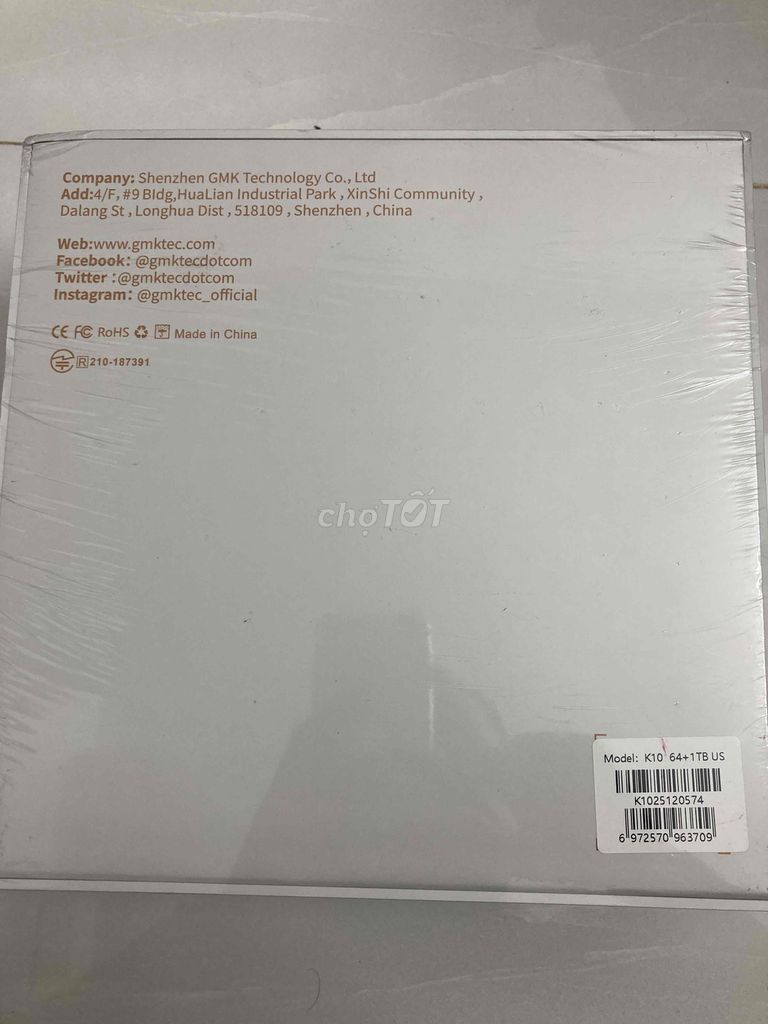 Company: Shenzhen GMK Technology Co., Ltd
Add:4/F, #9 Bldg,HuaLian Industrial Park , XinShi Community ,
Dalang St , Longhua Dist , 518109 , Shenzhen , China
Web:www.gmktec.com
Facebook: @gmktecdotcom
Twitter :@gmktecdotcom
Instagram: @gmktec_official
CE FC RoHS Made in China
R 210-187391
chợTỐT
Model: K10 64+1TB US
K1025120574
6 972570 963709